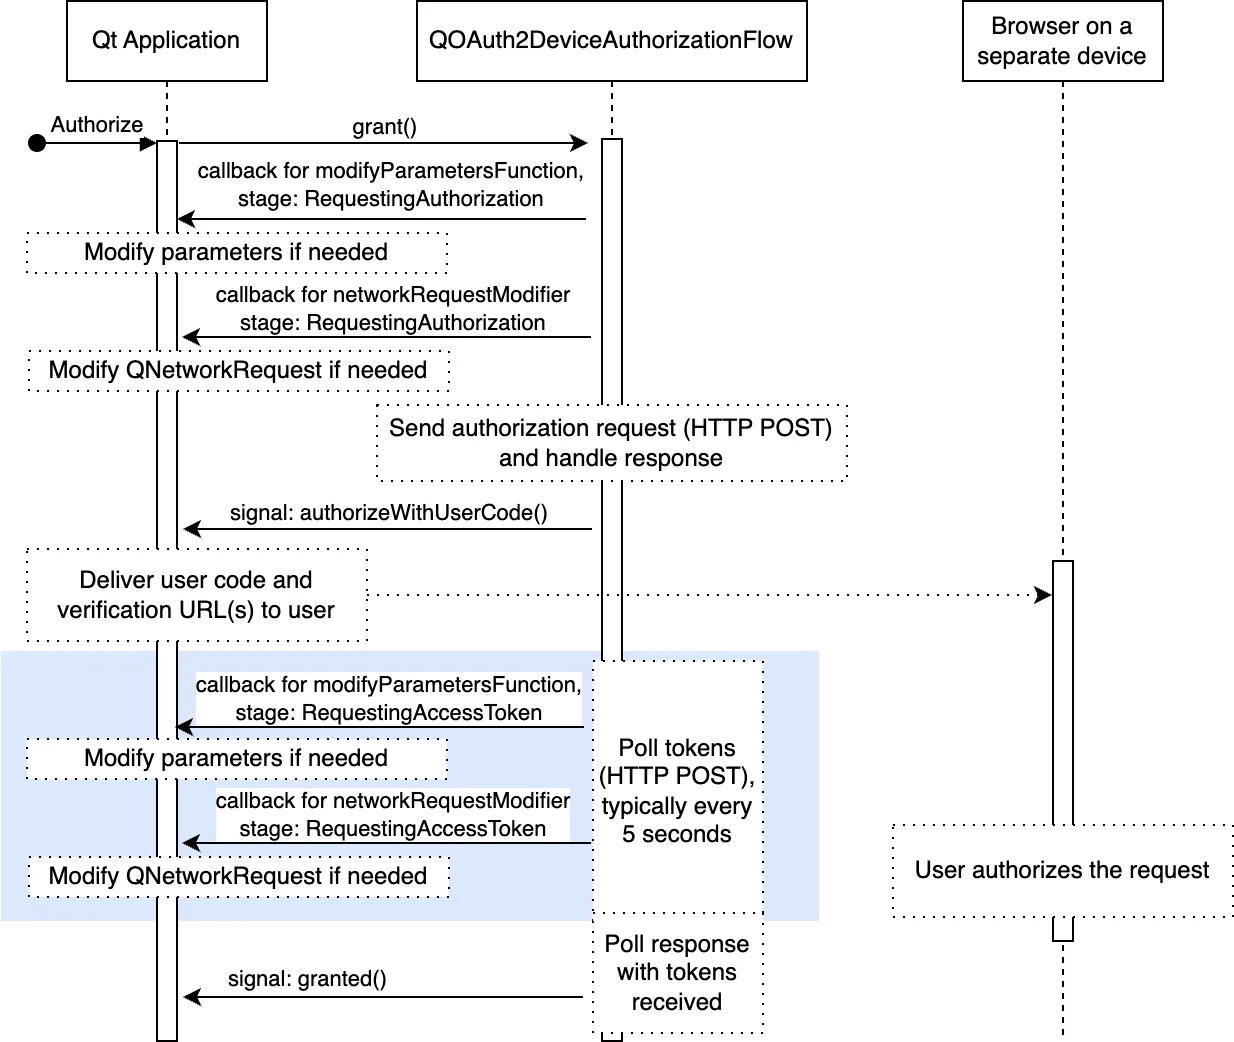 Qt Application
QOAuth2DeviceAuthorizationFlow
Browser on a
separate device
Authorize
grant()
callback for modifyParametersFunction,
stage: RequestingAuthorization
Modify parameters if needed
callback for networkRequestModifier
stage: RequestingAuthorization
Modify QNetworkRequest if needed
Send authorization request (HTTP POST)
and handle response
signal: authorizeWithUserCode()
Deliver user code and
verification URL(s) to user
callback for modifyParametersFunction,
stage: RequestingAccessToken
Modify parameters if needed
callback for networkRequestModifier
stage: RequestingAccessToken
Modify QNetworkRequest if needed
Poll tokens
(HTTP POST),
typically every
5 seconds
User authorizes the request
Poll response
with tokens
received
signal: granted()